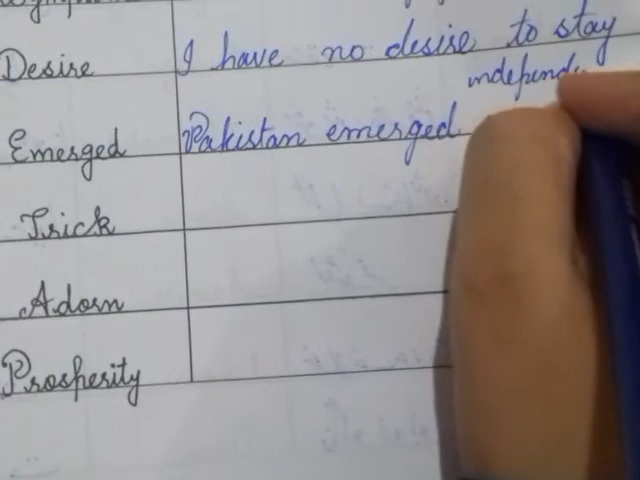 Desire I have no desire to stay
independ
Emerged Pakistan emerged
Trick
Adorn
Prosperity